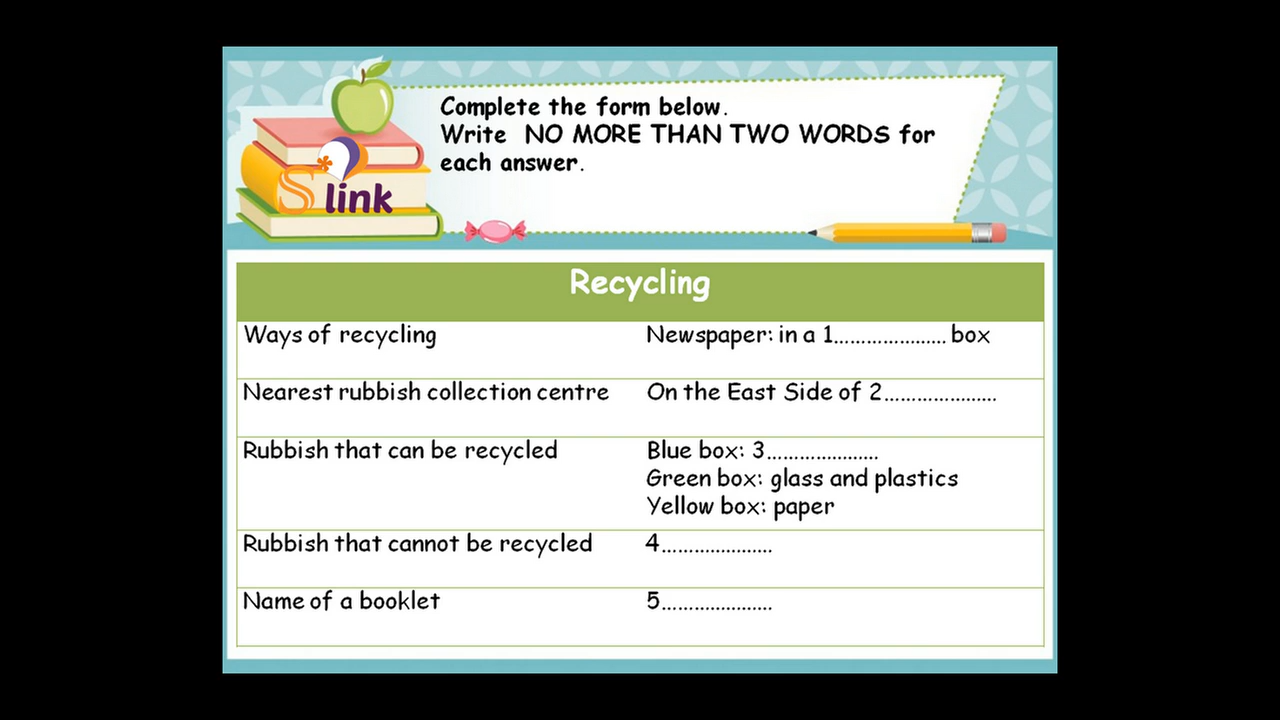 Complete the form below.
Write NO MORE THAN TWO WORDS for
each answer.
S link
Recycling
Ways of recycling Newspaper: in a 1..................... box
Nearest rubbish collection centre On the East Side of 2.....................
Rubbish that can be recycled Blue box: 3.....................
Green box: glass and plastics
Yellow box: paper
Rubbish that cannot be recycled 4.....................
Name of a booklet 5.....................